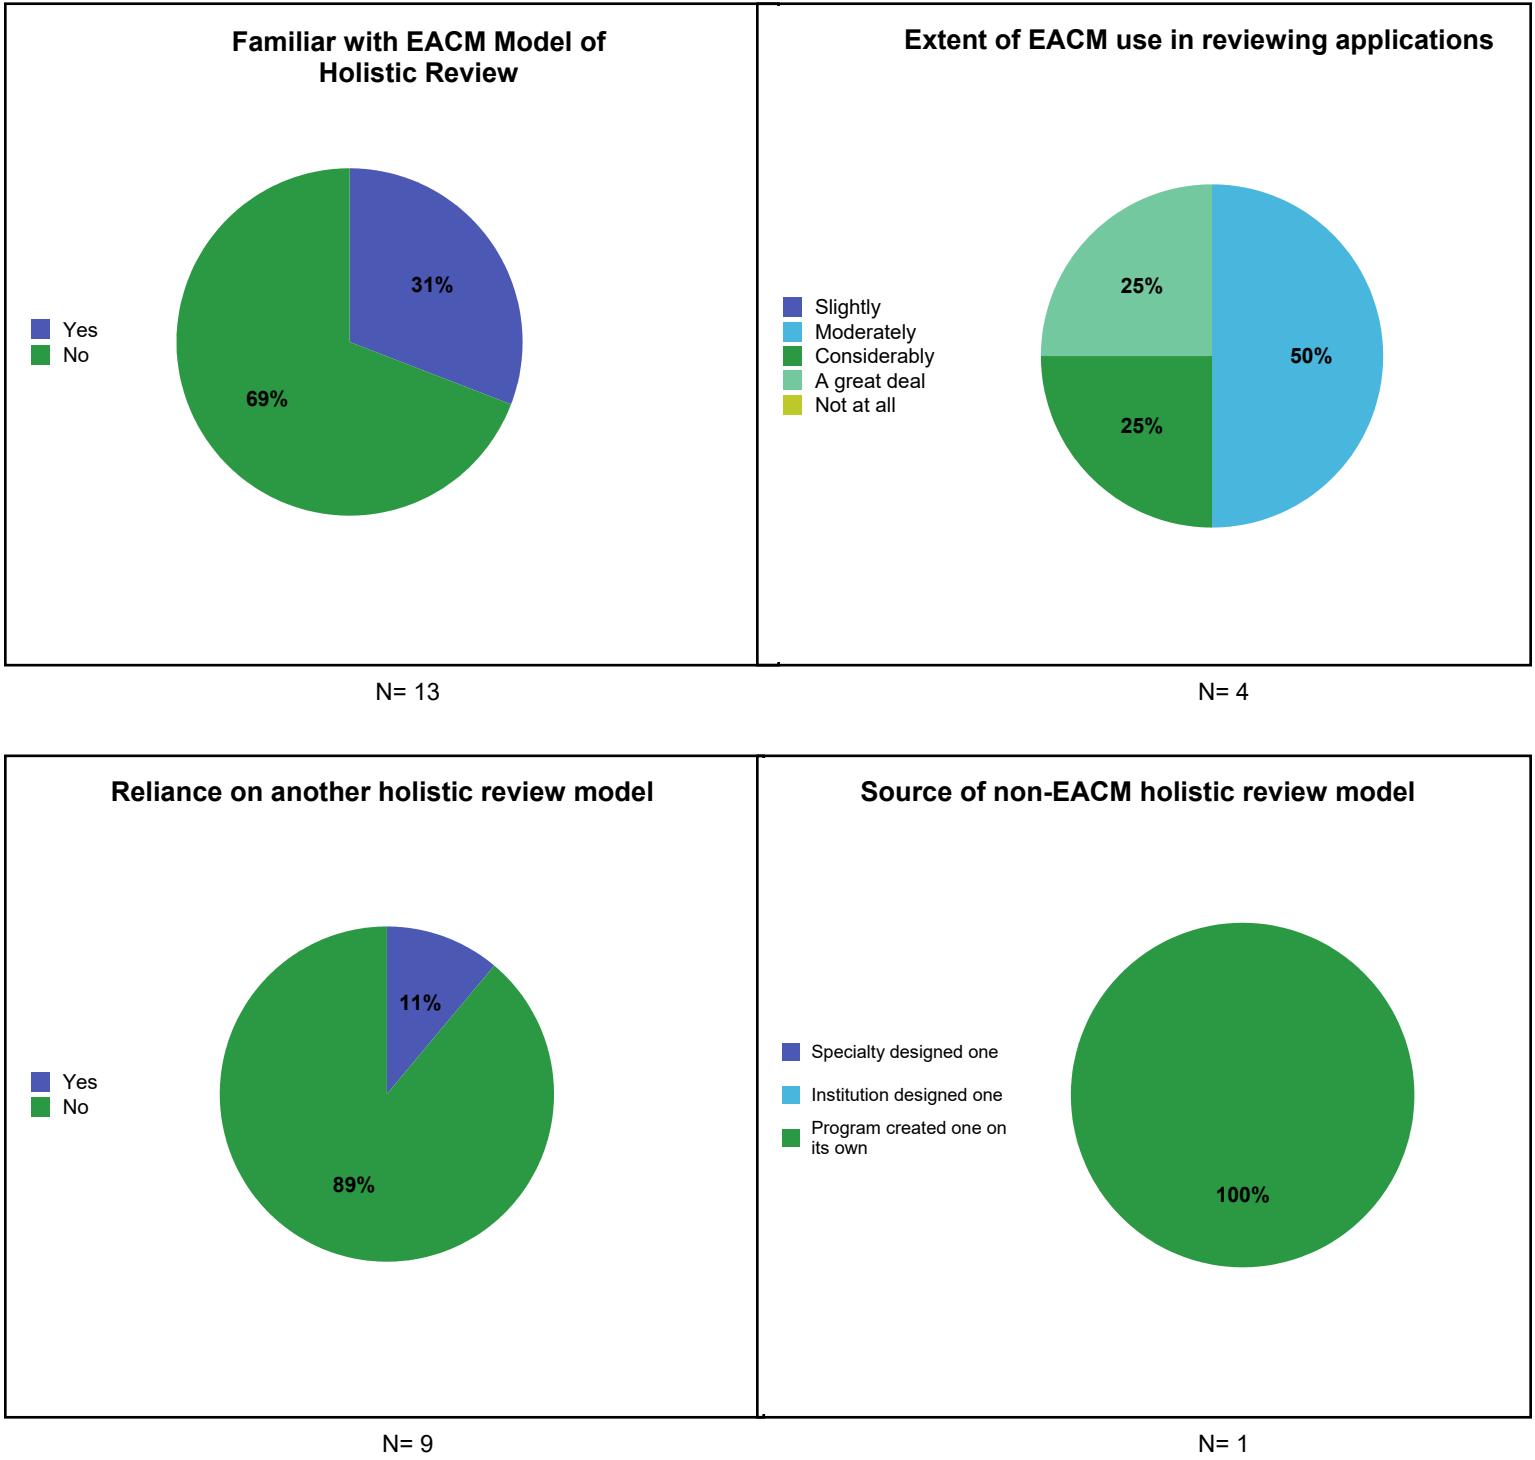 Familiar with EACM Model of
Holistic Review
31%
69%
Yes
No
N= 13
Extent of EACM use in reviewing applications
25%
50%
25%
Slightly
Moderately
Considerably
A great deal
Not at all
N= 4
Reliance on another holistic review model
11%
89%
Yes
No
N= 9
Source of non-EACM holistic review model
Specialty designed one
Institution designed one
Program created one on
its own
100%
N= 1